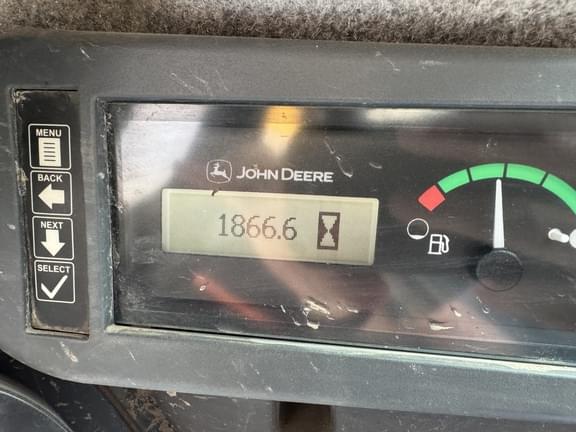 MENU
BACK
NEXT
SELECT
JOHN DEERE
1866.6